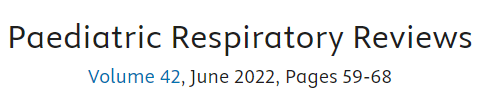 Paediatric Respiratory Reviews
Volume 42, June 2022, Pages 59-68